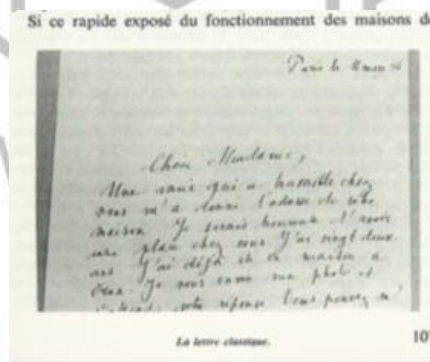 Si ce rapide exposé du fonctionnement des maisons de
Paris le 11 mars
Chère Madame,
Une amie qui a travaillé chez
vous m'a donné l'adresse de votre
maison. Je serais heureuse d'avoir
une place chez vous. J'ai vingt deux
ans J'ai déjà été en maison à
Je vous envoie ma photo et
votre réponse Vous pouvez m'
La lettre classique.
10